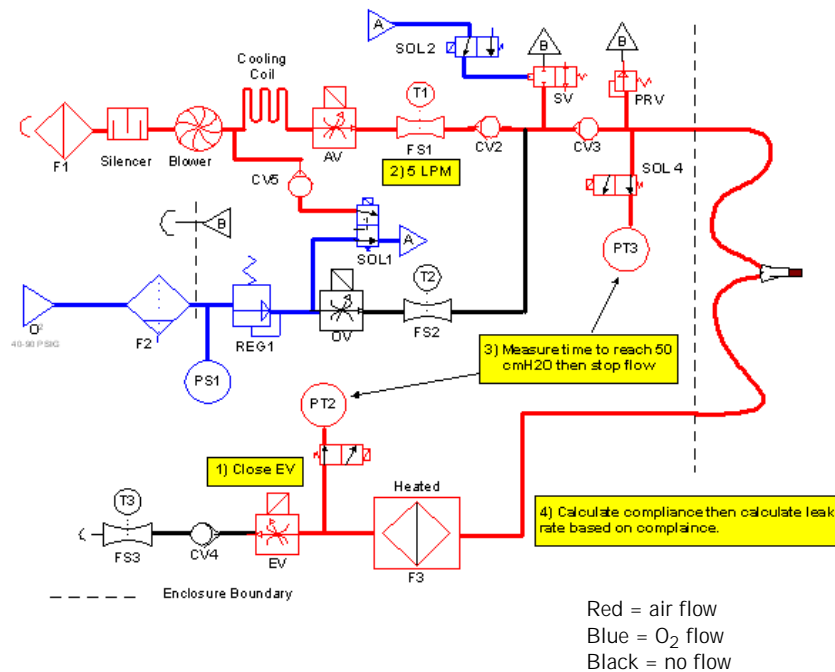 A
SOL 2
B
B
Cooling
Coil
T1
SV
PRV
F1
Silencer
Blower
AV
FS1
CV2
CV3
2) 5 LPM
CV5
SOL 4
B
A
PT3
SOL1
T2
O2
40-90 PSIG
F2
REG1
OV
FS2
3) Measure time to reach 50
cmH2O then stop flow
PS1
PT2
1) Close EV
Heated
T3
4) Calculate compliance then calculate leak
rate based on complaince.
FS3
CV4
EV
F3
Enclosure Boundary
Red = air flow
Blue = O2 flow
Black = no flow